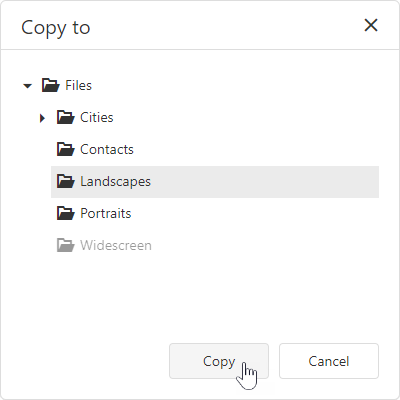 Copy to
Files
Cities
Contacts
Landscapes
Portraits
Widescreen
Copy Cancel